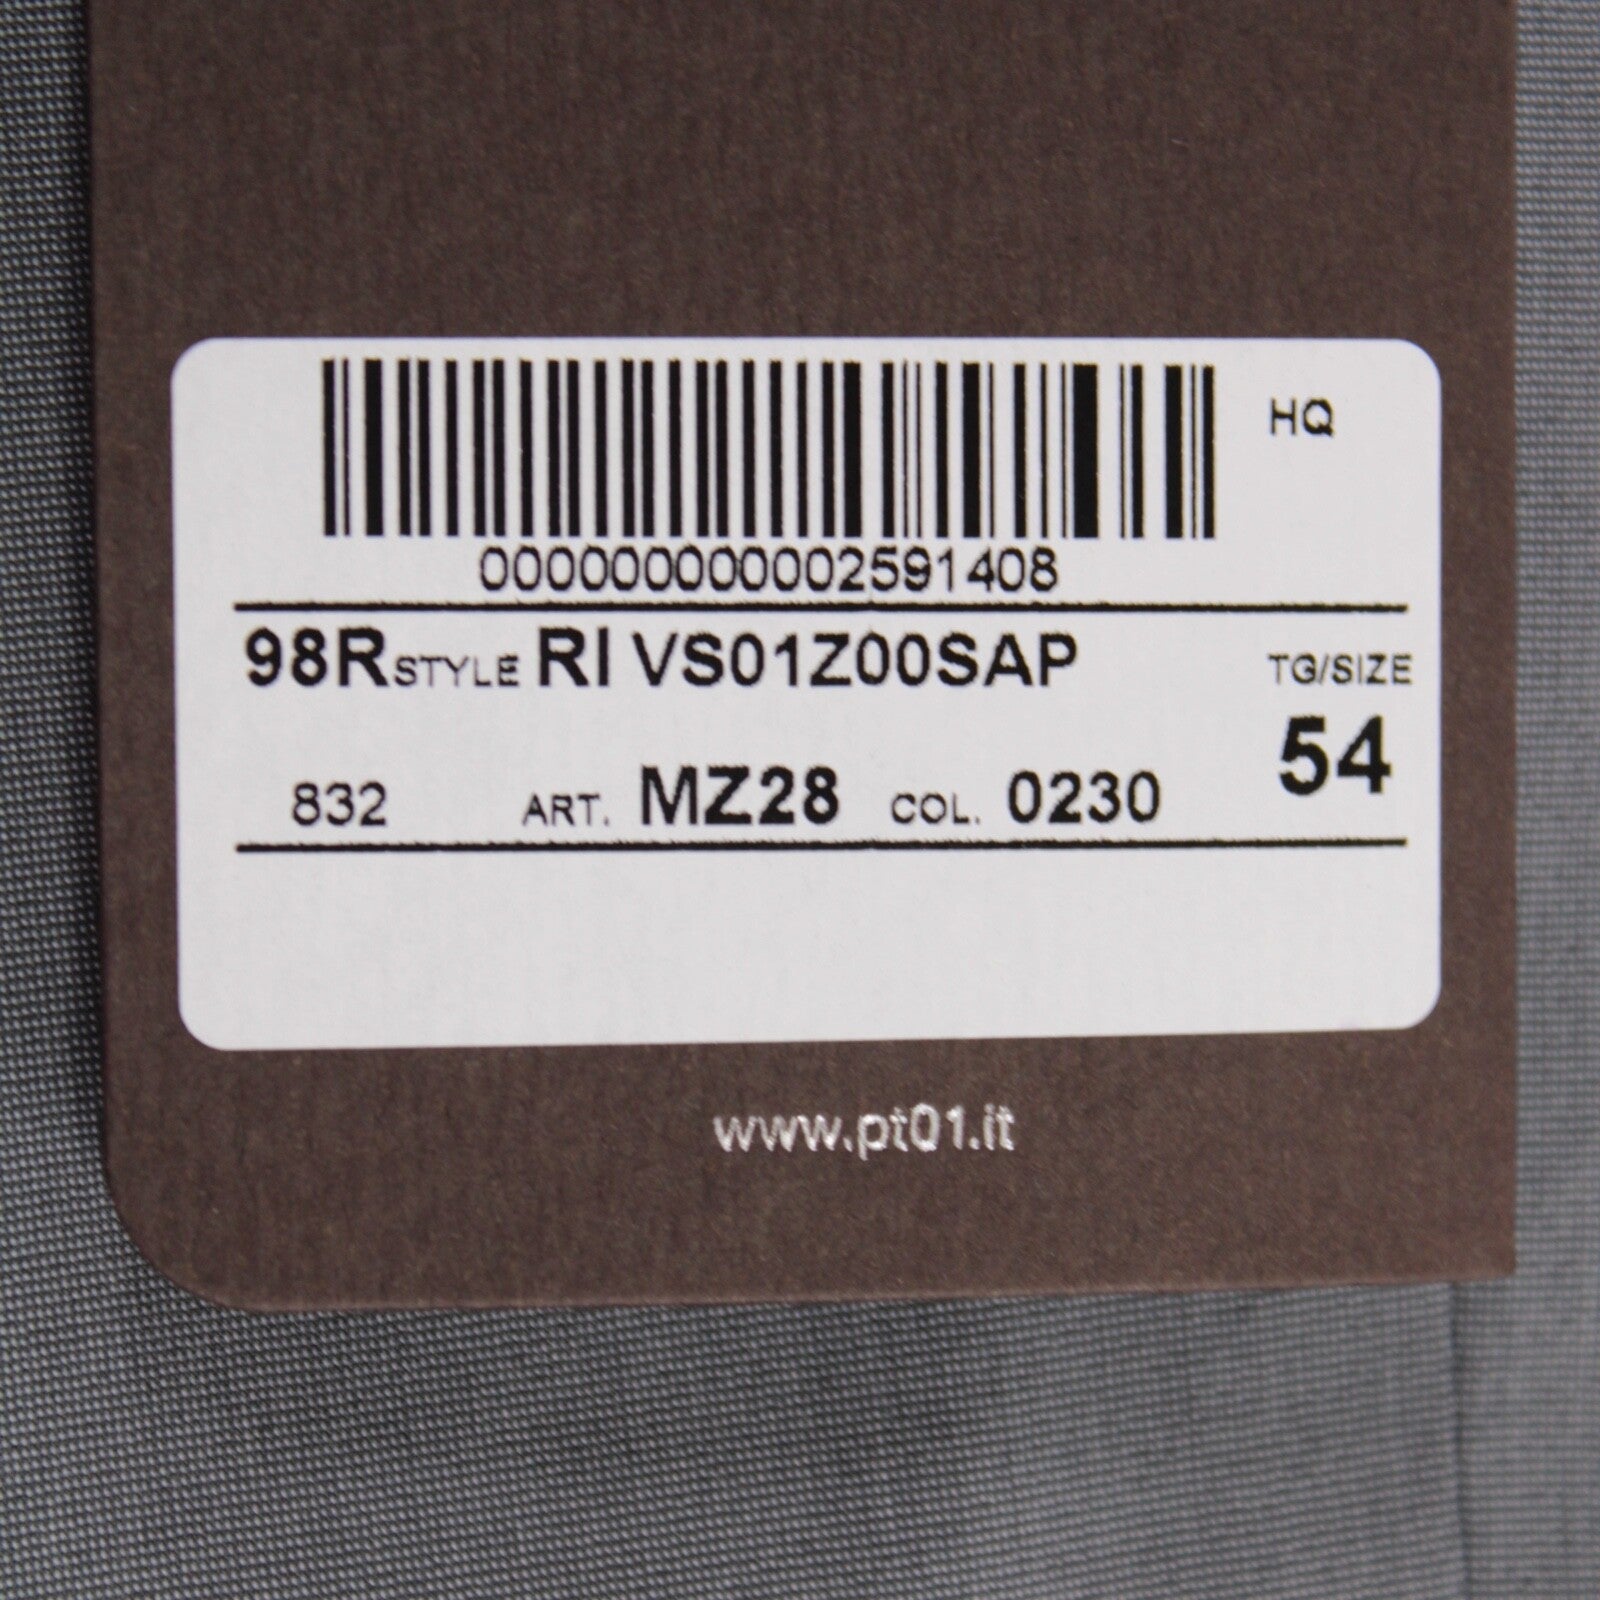 HQ
000000000002591408
98R STYLE RI VS01Z00SAP TG/SIZE
54
832 ART. MZ28 COL. 0230
www.pt01.it